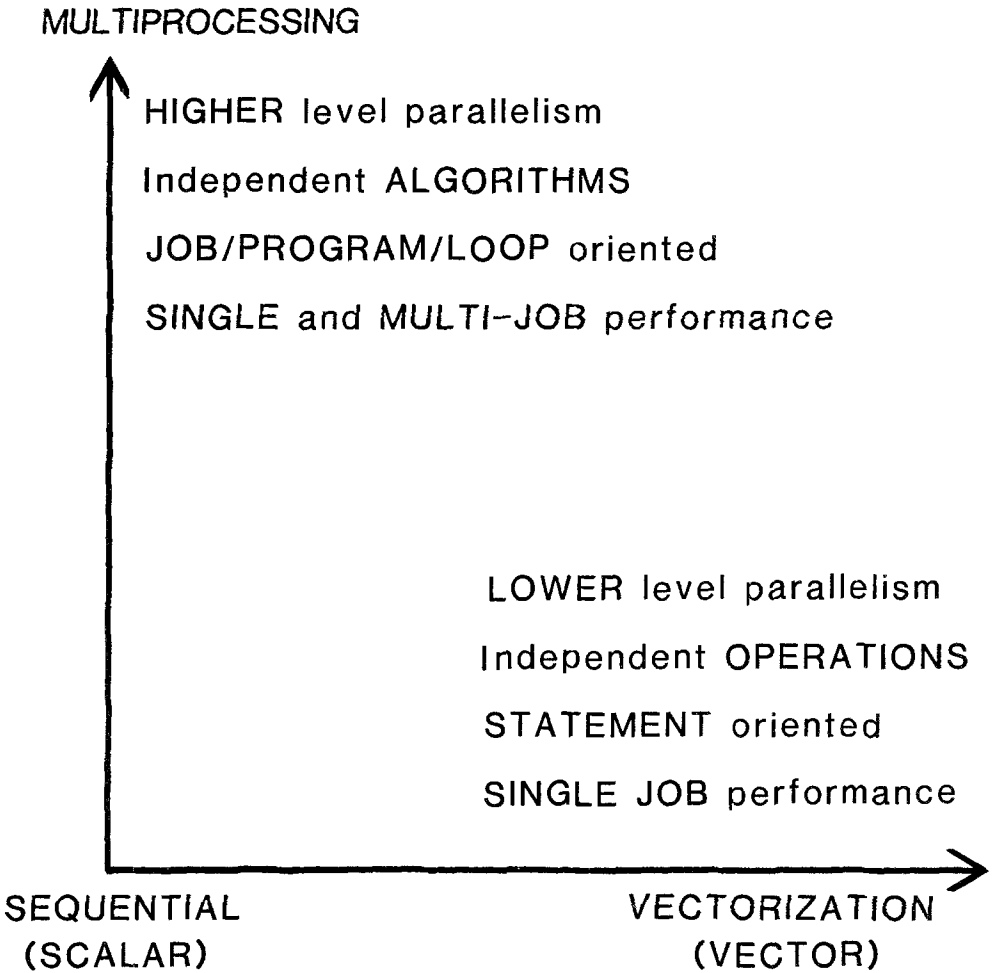 MULTIPROCESSING
HIGHER level parallelism
Independent ALGORITHMS
JOB/PROGRAM/LOOP oriented
SINGLE and MULTI-JOB performance
LOWER level parallelism
Independent OPERATIONS
STATEMENT oriented
SINGLE JOB performance
SEQUENTIAL
(SCALAR)
VECTORIZATION
(VECTOR)